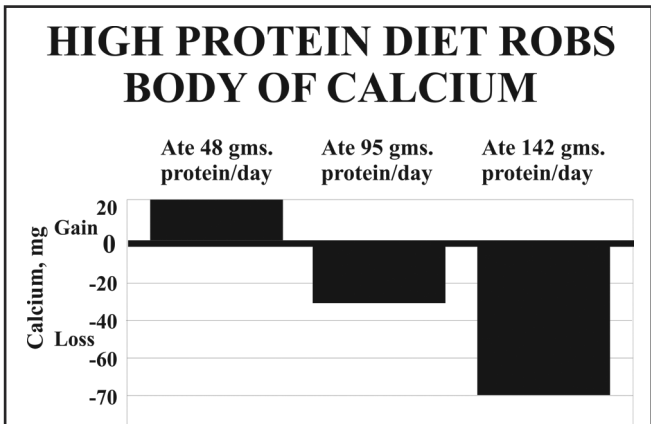 HIGH PROTEIN DIET ROBS
BODY OF CALCIUM
Ate 48 gms.
protein/day
Ate 95 gms.
protein/day
Ate 142 gms.
protein/day
Calcium, mg
Gain
Loss
20
0
-20
-40
-60
-70